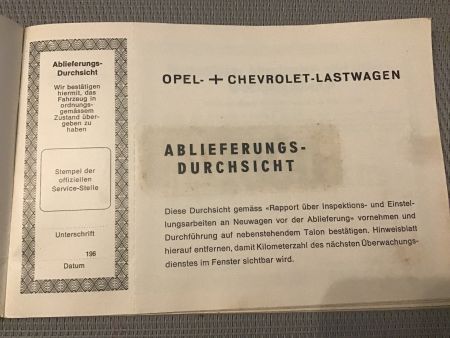 Ablieferungs-
Durchsicht
Wir bestätigen
hiermit, das
Fahrzeug in
ordnungs-
gemässem
Zustand über-
geben zu
haben
Stempel der
offiziellen
Service-Stelle
Unterschrift
196
Datum
OPEL- + CHEVROLET-LASTWAGEN
ABLIEFERUNGS-
DURCHSICHT
Diese Durchsicht gemäss «Rapport über Inspektions- und Einstel-
lungsarbeiten an Neuwagen vor der Ablieferung» vornehmen und
Durchführung auf nebenstehendem Talon bestätigen. Hinweisblatt
hierauf entfernen, damit Kilometerzahl des nächsten Überwachungs-
dienstes im Fenster sichtbar wird.